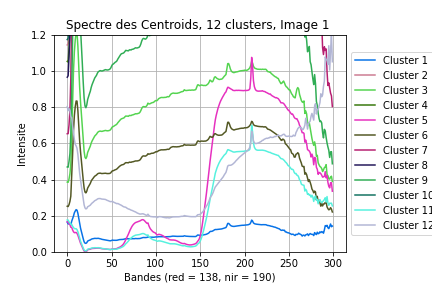 Spectre des Centroids, 12 clusters, Image 1
Intensite
1.2
1.0
0.8
0.6
0.4
0.2
0.0
0
50
100
150
200
250
300
Bandes (red = 138, nir = 190)
Cluster 1
Cluster 2
Cluster 3
Cluster 4
Cluster 5
Cluster 6
Cluster 7
Cluster 8
Cluster 9
Cluster 10
Cluster 11
Cluster 12